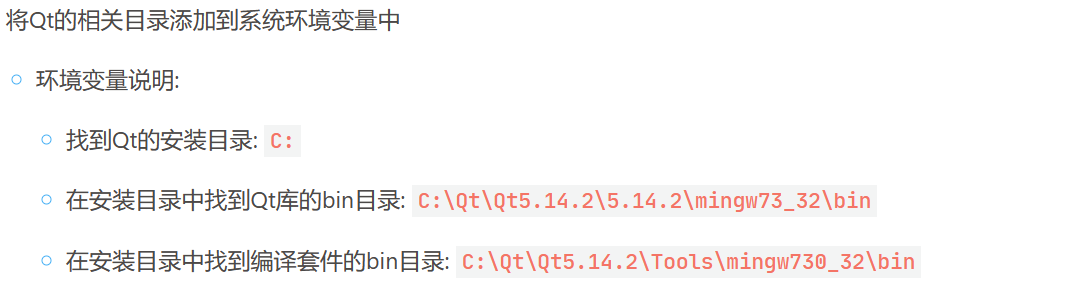 将Qt的相关目录添加到系统环境变量中
环境变量说明:
找到Qt的安装目录: C:
在安装目录中找到Qt库的bin目录: C:\Qt\Qt5.14.2\5.14.2\mingw73_32\bin
在安装目录中找到编译套件的bin目录: C:\Qt\Qt5.14.2\Tools\mingw730_32\bin